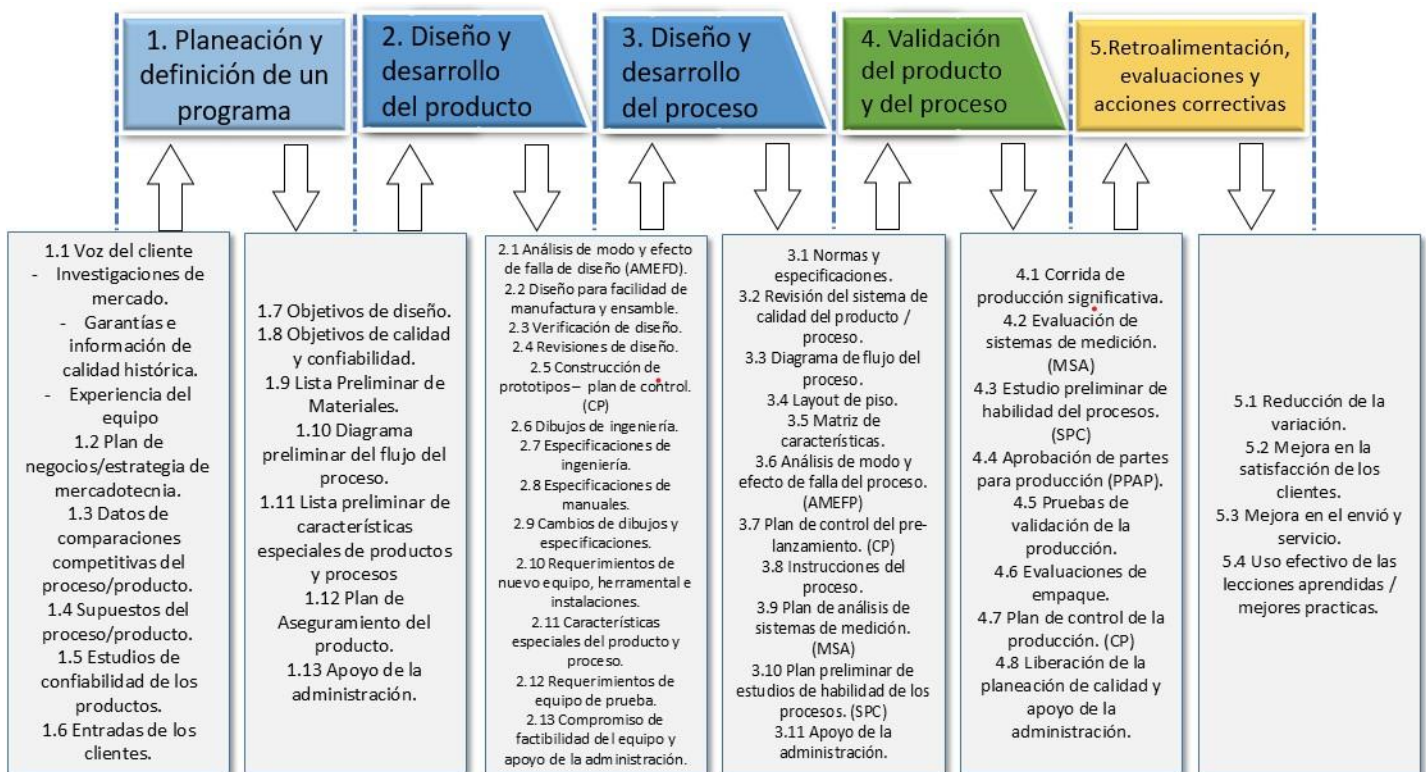 1. Planeación y
definición de un
programa
2. Diseño y
desarrollo
del producto
3. Diseño y
desarrollo
del proceso
4. Validación
del producto
y del proceso
5.Retroalimentación,
evaluaciones y
acciones correctivas
1.1 Voz del cliente
- Investigaciones de
mercado.
- Garantías e
información de
calidad histórica.
- Experiencia del
equipo
1.2 Plan de
negocios/estrategia de
mercadotecnia.
1.3 Datos de
comparaciones
competitivas del
proceso/producto.
1.4 Supuestos del
proceso/producto.
1.5 Estudios de
confiabilidad de los
productos.
1.6 Entradas de los
clientes.
1.7 Objetivos de diseño.
1.8 Objetivos de calidad
y confiabilidad.
1.9 Lista Preliminar de
Materiales.
1.10 Diagrama
preliminar del flujo del
proceso.
1.11 Lista preliminar de
características
especiales de productos
y procesos
1.12 Plan de
Aseguramiento del
producto.
1.13 Apoyo de la
administración.
2.1 Análisis de modo y efecto
de falla de diseño (AMEFD).
2.2 Diseño para facilidad de
manufactura y ensamble.
2.3 Verificación de diseño.
2.4 Revisiones de diseño.
2.5 Construcción de
prototipos – plan de control.
(CP)
2.6 Dibujos de ingeniería.
2.7 Especificaciones de
ingeniería.
2.8 Especificaciones de
manuales.
2.9 Cambios de dibujos y
especificaciones.
2.10 Requerimientos de
nuevo equipo, herramental e
instalaciones.
2.11 Características
especiales del producto y
proceso.
2.12 Requerimientos de
equipo de prueba.
2.13 Compromiso de
factibilidad del equipo y
apoyo de la administración.
3.1 Normas y
especificaciones.
3.2 Revisión del sistema de
calidad del producto /
proceso.
3.3 Diagrama de flujo del
proceso.
3.4 Layout de piso.
3.5 Matriz de
características.
3.6 Análisis de modo y
efecto de falla del proceso.
(AMEFP)
3.7 Plan de control del pre-
lanzamiento. (CP)
3.8 Instrucciones del
proceso.
3.9 Plan de análisis de
sistemas de medición.
(MSA)
3.10 Plan preliminar de
estudios de habilidad de los
procesos. (SPC)
3.11 Apoyo de la
administración.
4.1 Corrida de
producción significativa.
4.2 Evaluación de
sistemas de medición.
(MSA)
4.3 Estudio preliminar de
habilidad del procesos.
(SPC)
4.4 Aprobación de partes
para producción (PPAP).
4.5 Pruebas de
validación de la
producción.
4.6 Evaluaciones de
empaque.
4.7 Plan de control de la
producción. (CP)
4.8 Liberación de la
planeación de calidad y
apoyo de la
administración.
5.1 Reducción de la
variación.
5.2 Mejora en la
satisfacción de los
clientes.
5.3 Mejora en el envió y
servicio.
5.4 Uso efectivo de las
lecciones aprendidas /
mejores practicas.